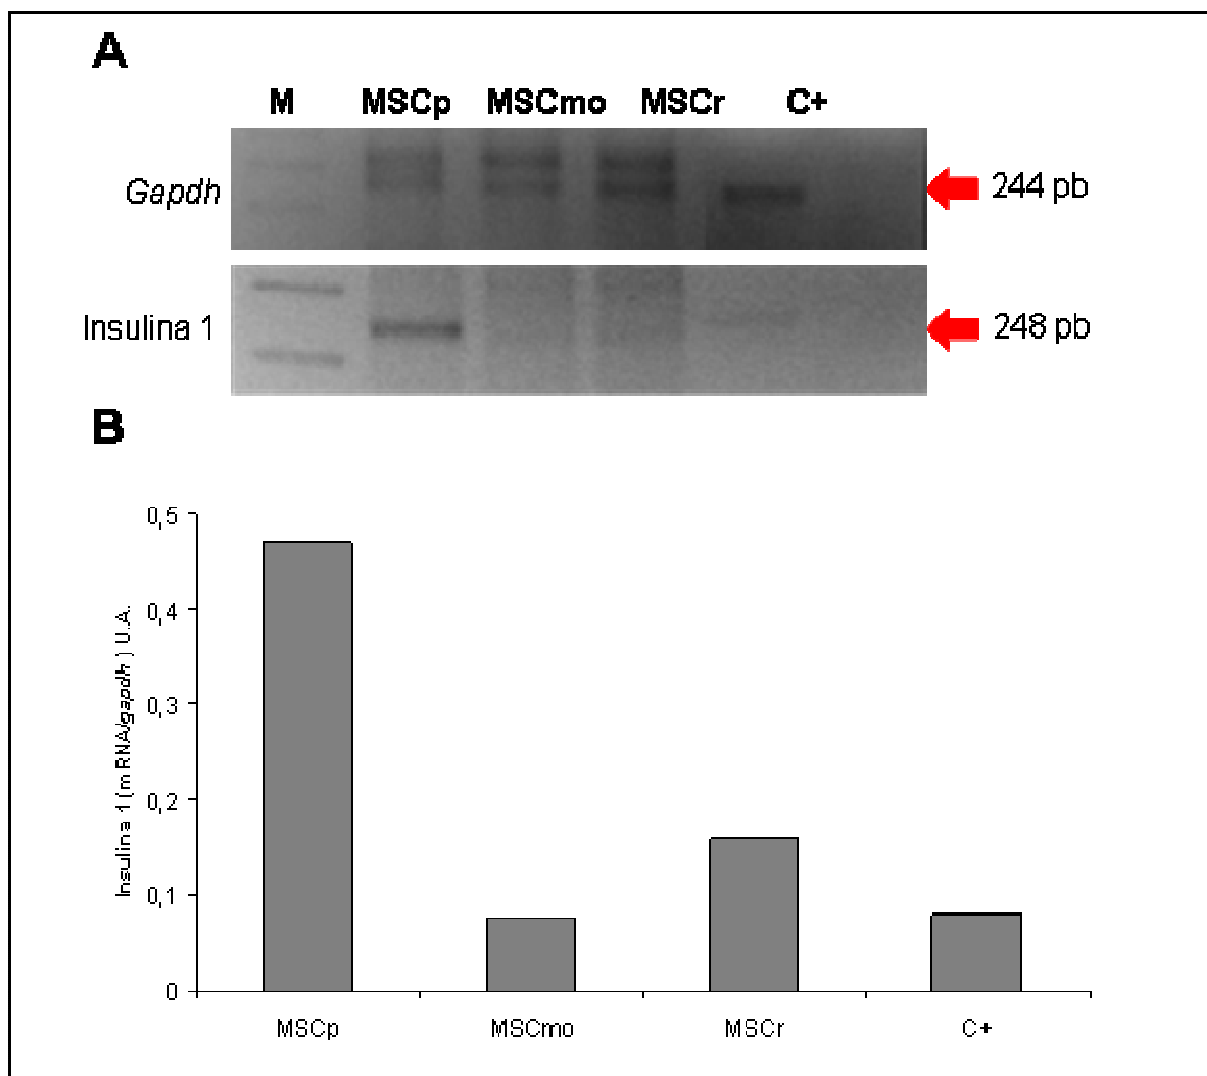 A
M MSCp MSCmo MSCr C+
Gapdh 244 pb
Insulina 1 248 pb
B
Insulina 1 (mRNA/gapdh) U.A.
0,5
0,4
0,3
0,2
0,1
0
MSCp MSCmo MSCr C+